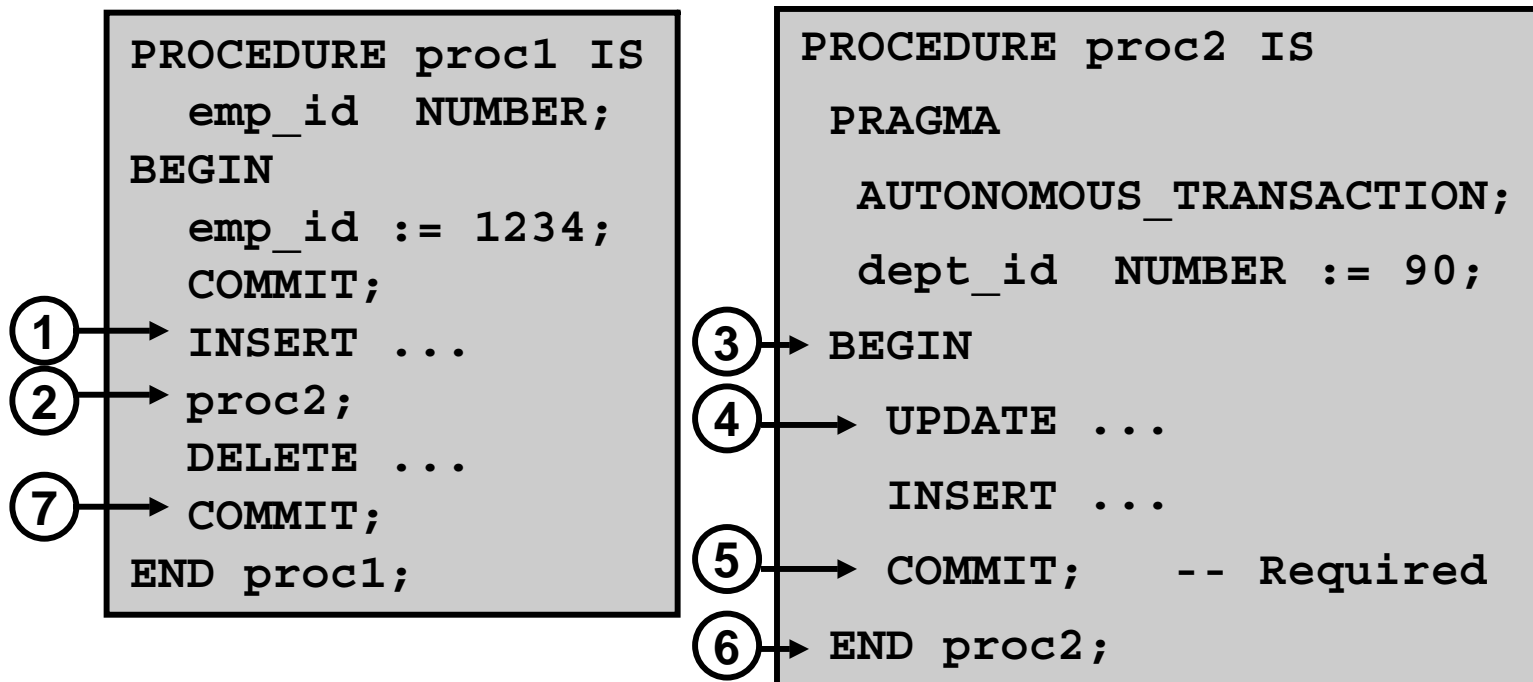 PROCEDURE proc1 IS
emp_id NUMBER;
BEGIN
emp_id := 1234;
COMMIT;
1 INSERT ...
2 proc2;
DELETE ...
7 COMMIT;
END proc1;
PROCEDURE proc2 IS
PRAGMA
AUTONOMOUS_TRANSACTION;
dept_id NUMBER := 90;
3 BEGIN
4 UPDATE ...
INSERT ...
5 COMMIT; -- Required
6 END proc2;